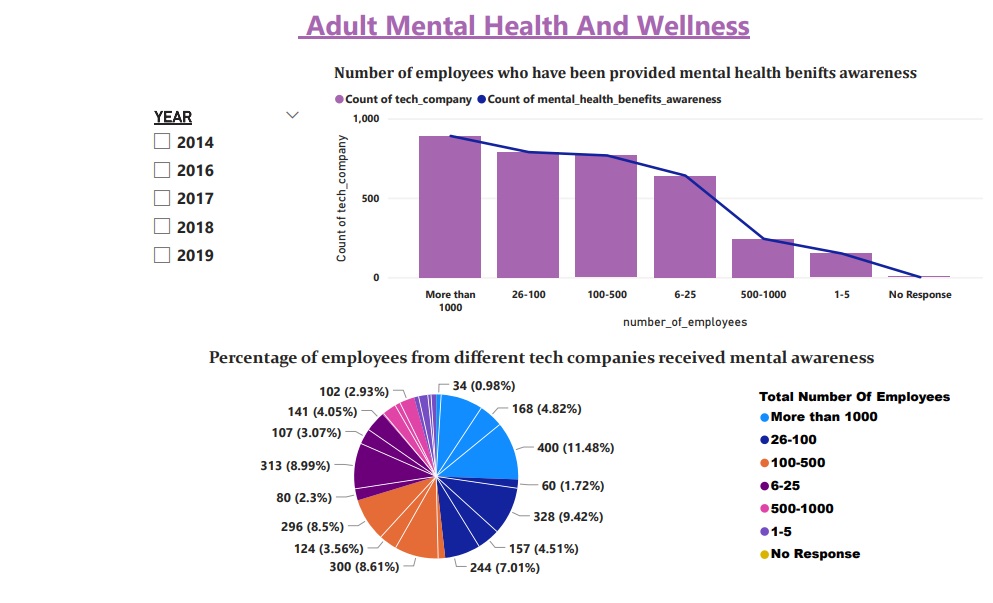 Adult Mental Health And Wellness
Number of employees who have been provided mental health benifts awareness
Count of tech_company Count of mental_health_benefits_awareness
YEAR
2014
2016
2017
2018
2019
Count of tech_company
1,000
500
0
More than 1000
26-100
100-500
6-25
500-1000
1-5
No Response
number_of_employees
Percentage of employees from different tech companies received mental awareness
34 (0.98%)
168 (4.82%)
400 (11.48%)
60 (1.72%)
328 (9.42%)
157 (4.51%)
244 (7.01%)
300 (8.61%)
124 (3.56%)
296 (8.5%)
80 (2.3%)
313 (8.99%)
107 (3.07%)
141 (4.05%)
102 (2.93%)
Total Number Of Employees
More than 1000
26-100
100-500
6-25
500-1000
1-5
No Response